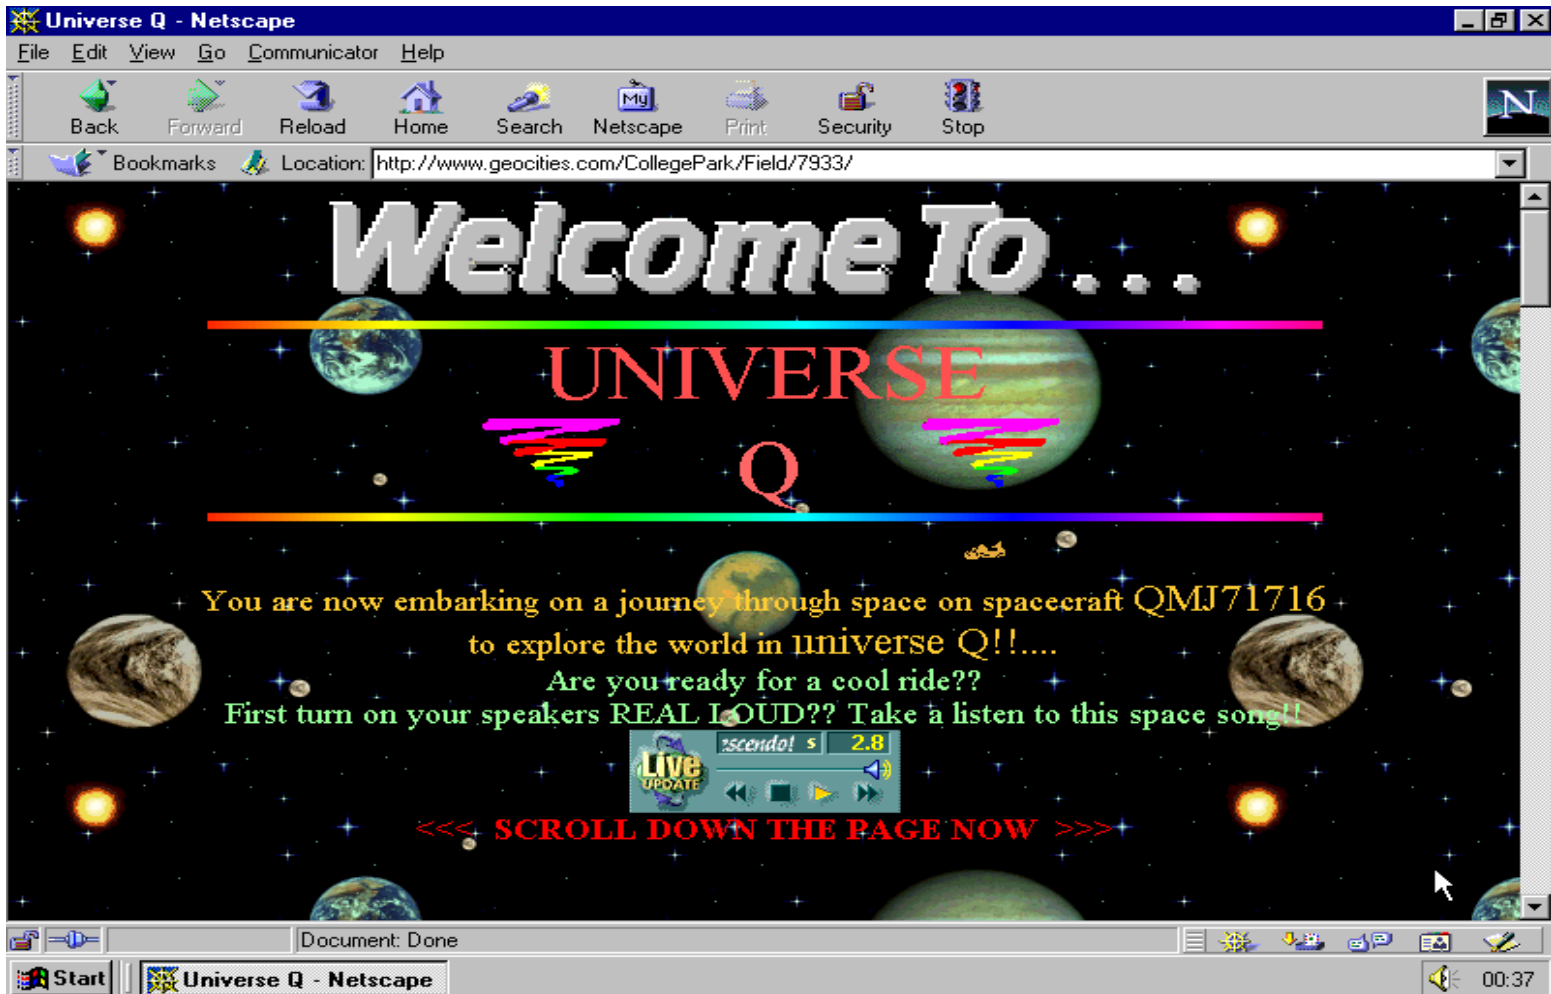 Universe Q - Netscape
File Edit View Go Communicator Help
Back Forward Reload Home Search Netscape Print Security Stop
My
N
Bookmarks Location: http://www.geocities.com/CollegePark/Field/7933/
Welcome To . . .
UNIVERSE
Q
You are now embarking on a journey through space on spacecraft QMJ71716
to explore the world in universe Q!!....
Are you ready for a cool ride??
First turn on your speakers REAL LOUD?? Take a listen to this space song!!
scendo! s 2.8
Live
UPDATE
<<< SCROLL DOWN THE PAGE NOW >>>
Document: Done
Start Universe Q - Netscape 00:37